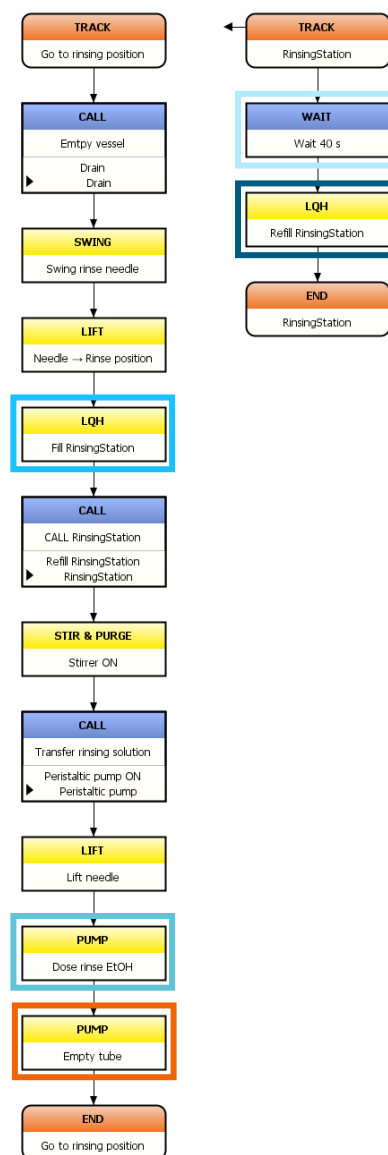 TRACK
Go to rinsing position
CALL
Emtpy vessel
Drain
Drain
SWING
Swing rinse needle
LIFT
Needle → Rinse position
LQH
Fill RinsingStation
CALL
CALL RinsingStation
Refill RinsingStation
RinsingStation
STIR & PURGE
Stirrer ON
CALL
Transfer rinsing solution
Peristaltic pump ON
Peristaltic pump
LIFT
Lift needle
PUMP
Dose rinse EtOH
PUMP
Empty tube
END
Go to rinsing position
TRACK
RinsingStation
WAIT
Wait 40 s
LQH
Refill RinsingStation
END
RinsingStation